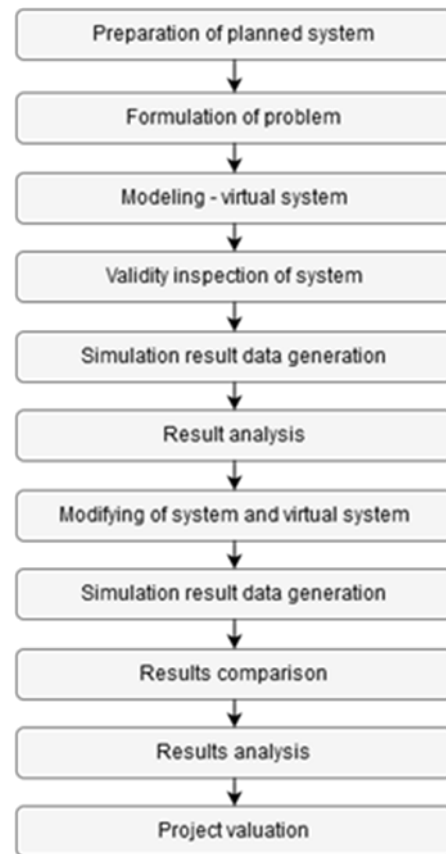 Preparation of planned system
Formulation of problem
Modeling - virtual system
Validity inspection of system
Simulation result data generation
Result analysis
Modifying of system and virtual system
Simulation result data generation
Results comparison
Results analysis
Project valuation